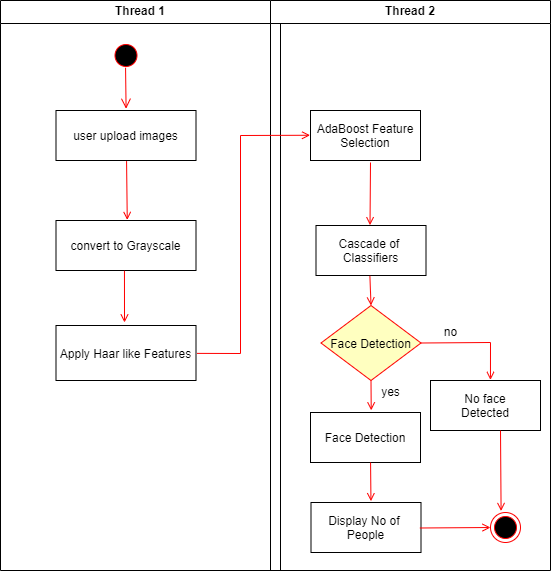 Thread 1
Thread 2
user upload images
convert to Grayscale
Apply Haar like Features
AdaBoost Feature
Selection
Cascade of
Classifiers
Face Detection
no
yes
No face
Detected
Face Detection
Display No of
People